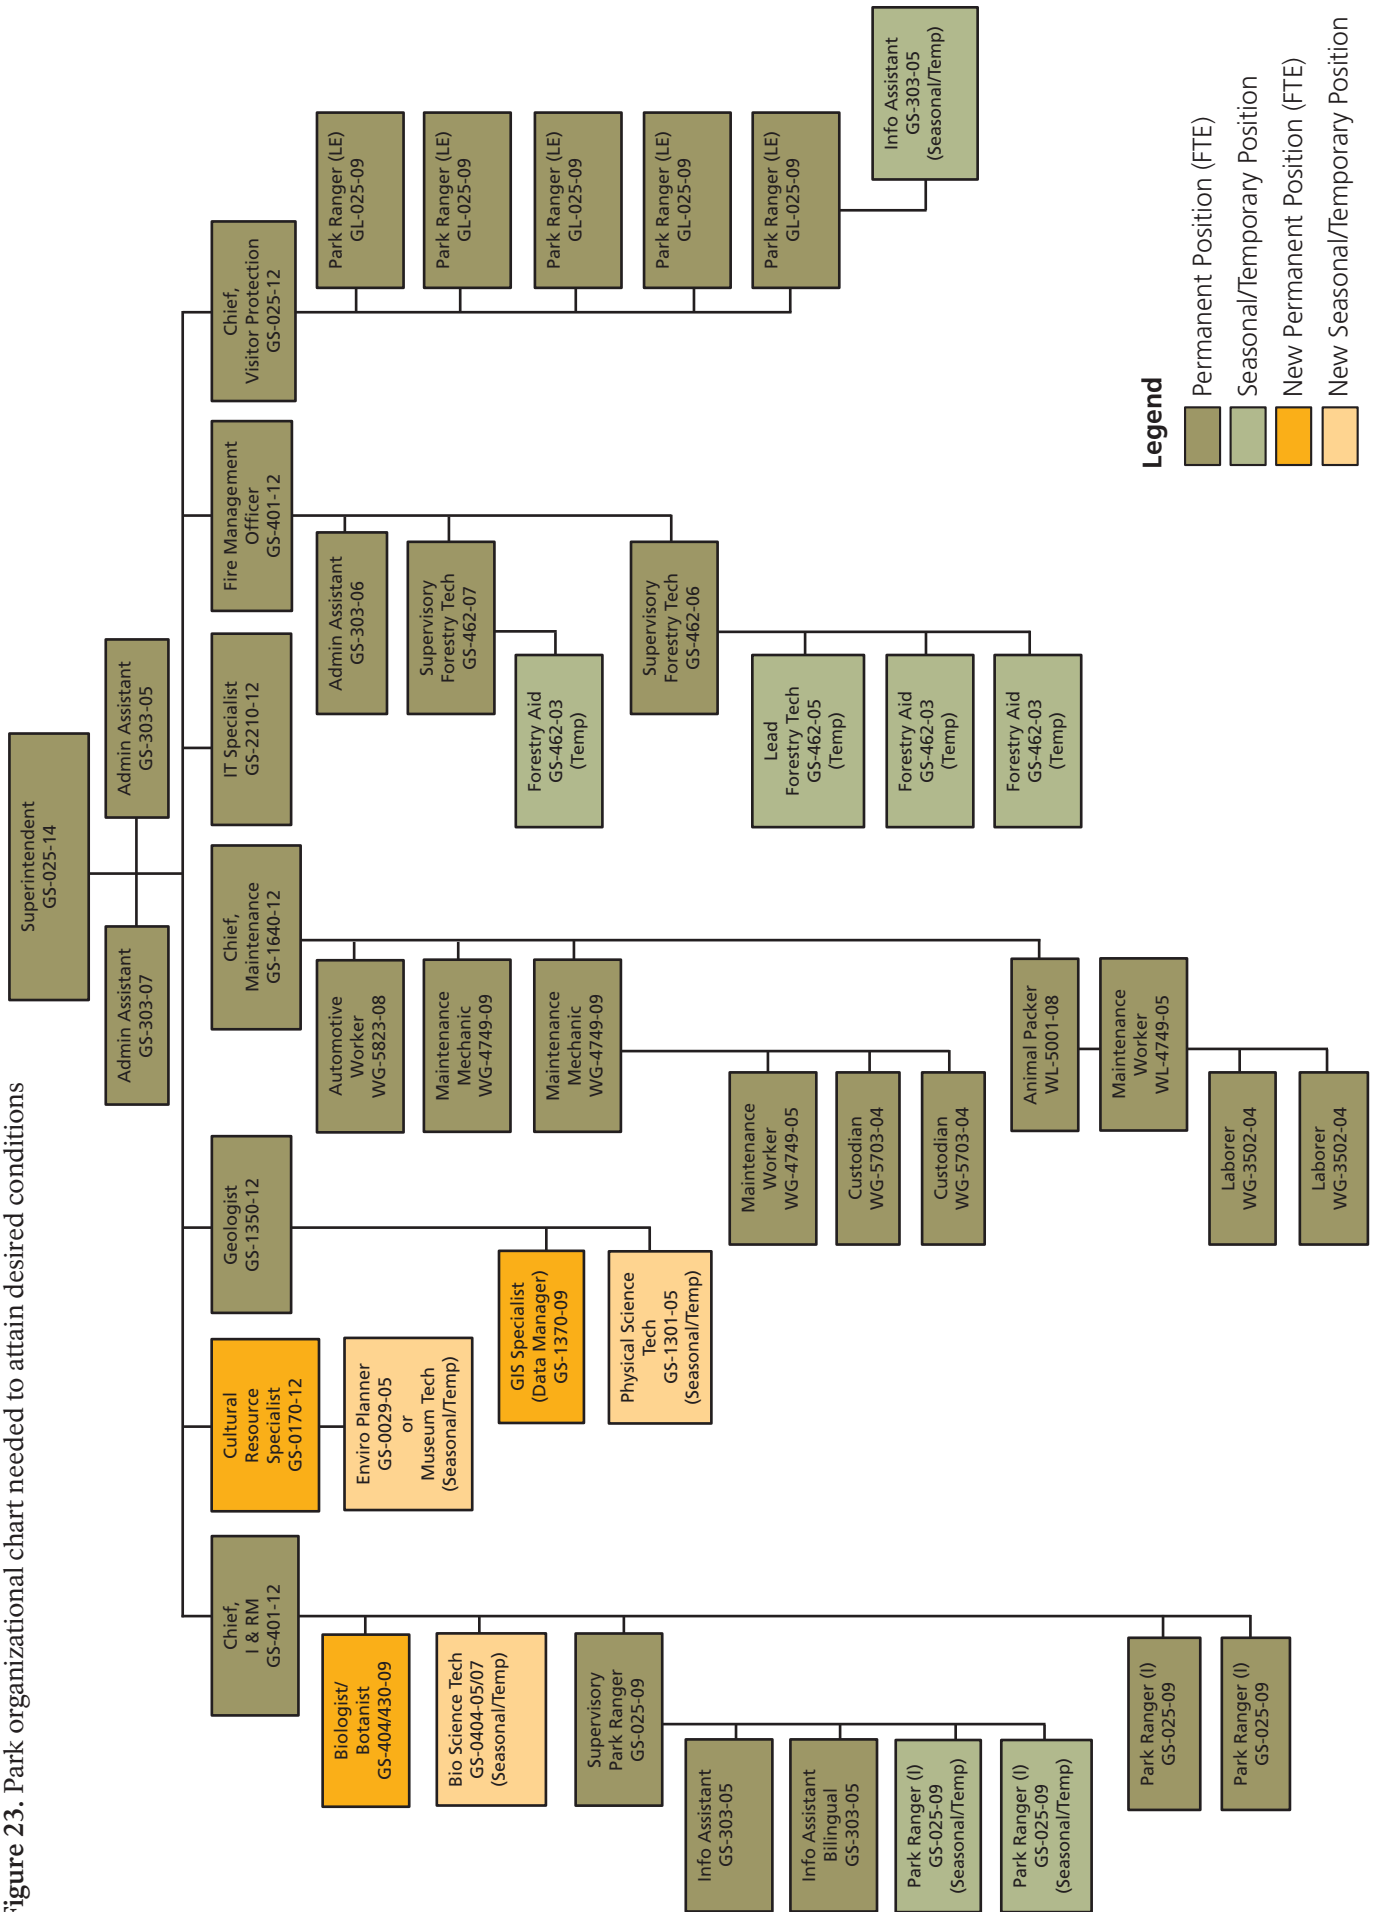 Figure 23. Park organizational chart needed to attain desired conditions
Superintendent
GS-025-14
Admin Assistant
GS-303-07
Admin Assistant
GS-303-05
Chief,
I & RM
GS-401-12
Biologist/
Botanist
GS-404/430-09
Bio Science Tech
GS-0404-05/07
(Seasonal/Temp)
Supervisory
Park Ranger
GS-025-09
Info Assistant
GS-303-05
Info Assistant
Bilingual
GS-303-05
Park Ranger (I)
GS-025-09
(Seasonal/Temp)
Park Ranger (I)
GS-025-09
(Seasonal/Temp)
Park Ranger (I)
GS-025-09
Park Ranger (I)
GS-025-09
Cultural
Resource
Specialist
GS-0170-12
Enviro Planner
GS-0029-05
or
Museum Tech
(Seasonal/Temp)
Geologist
GS-1350-12
GIS Specialist
(Data Manager)
GS-1370-09
Physical Science
Tech
GS-1301-05
(Seasonal/Temp)
Chief,
Maintenance
GS-1640-12
Automotive
Worker
WG-5823-08
Maintenance
Mechanic
WG-4749-09
Maintenance
Mechanic
WG-4749-09
Maintenance
Worker
WG-4749-05
Custodian
WG-5703-04
Custodian
WG-5703-04
Animal Packer
WL-5001-08
Maintenance
Worker
WL-4749-05
Laborer
WG-3502-04
Laborer
WG-3502-04
IT Specialist
GS-2210-12
Fire Management
Officer
GS-401-12
Admin Assistant
GS-303-06
Supervisory
Forestry Tech
GS-462-07
Forestry Aid
GS-462-03
(Temp)
Supervisory
Forestry Tech
GS-462-06
Lead
Forestry Tech
GS-462-05
(Temp)
Forestry Aid
GS-462-03
(Temp)
Forestry Aid
GS-462-03
(Temp)
Chief,
Visitor Protection
GS-025-12
Park Ranger (LE)
GL-025-09
Park Ranger (LE)
GL-025-09
Park Ranger (LE)
GL-025-09
Park Ranger (LE)
GL-025-09
Park Ranger (LE)
GL-025-09
Info Assistant
GS-303-05
(Seasonal/Temp)
Legend
Permanent Position (FTE)
Seasonal/Temporary Position
New Permanent Position (FTE)
New Seasonal/Temporary Position